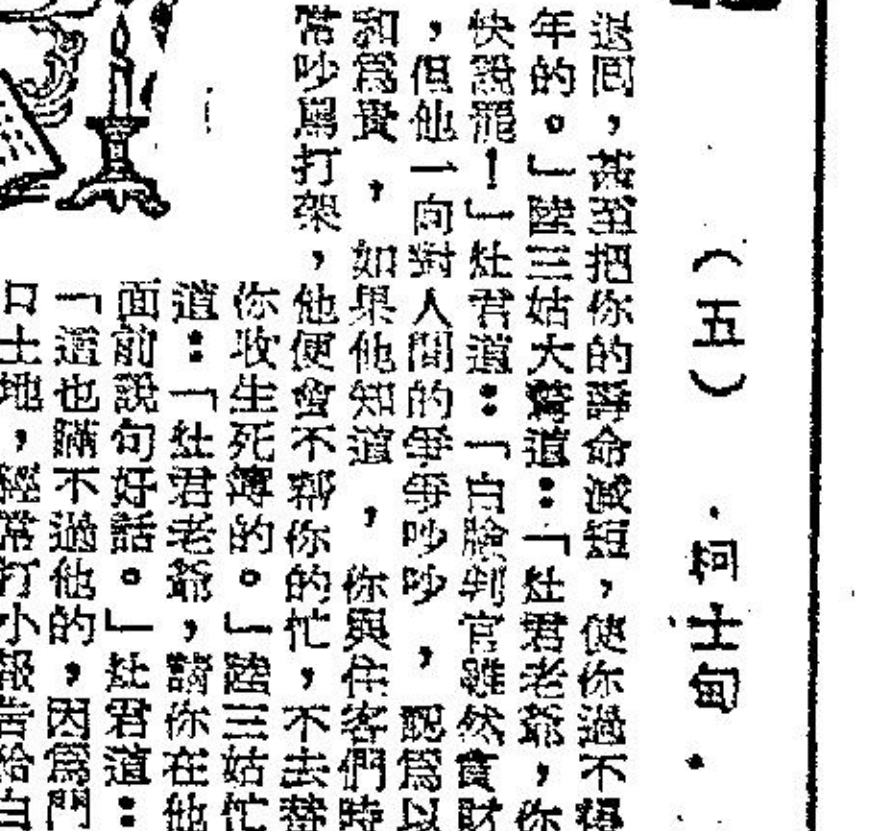 （五）　·柯士甸·
退回，甚至把你的壽命減短，使你過不得
年的。」陸三姑大驚道：「灶君老爺，你
快說罷！」灶君道：「白臉判官雖然貪財
，但他一向對人間的爭爭吵吵，認爲以
和爲貴，如果他知道，你與住客們時
常吵罵打架，他便會不帮你的忙，不去替
你收生死簿的。」陸三姑忙
道：「灶君老爺，請你在他
面前説句好話。」灶君道：
「這也瞞不過他的，因爲門
口土地，經常打小報告給白